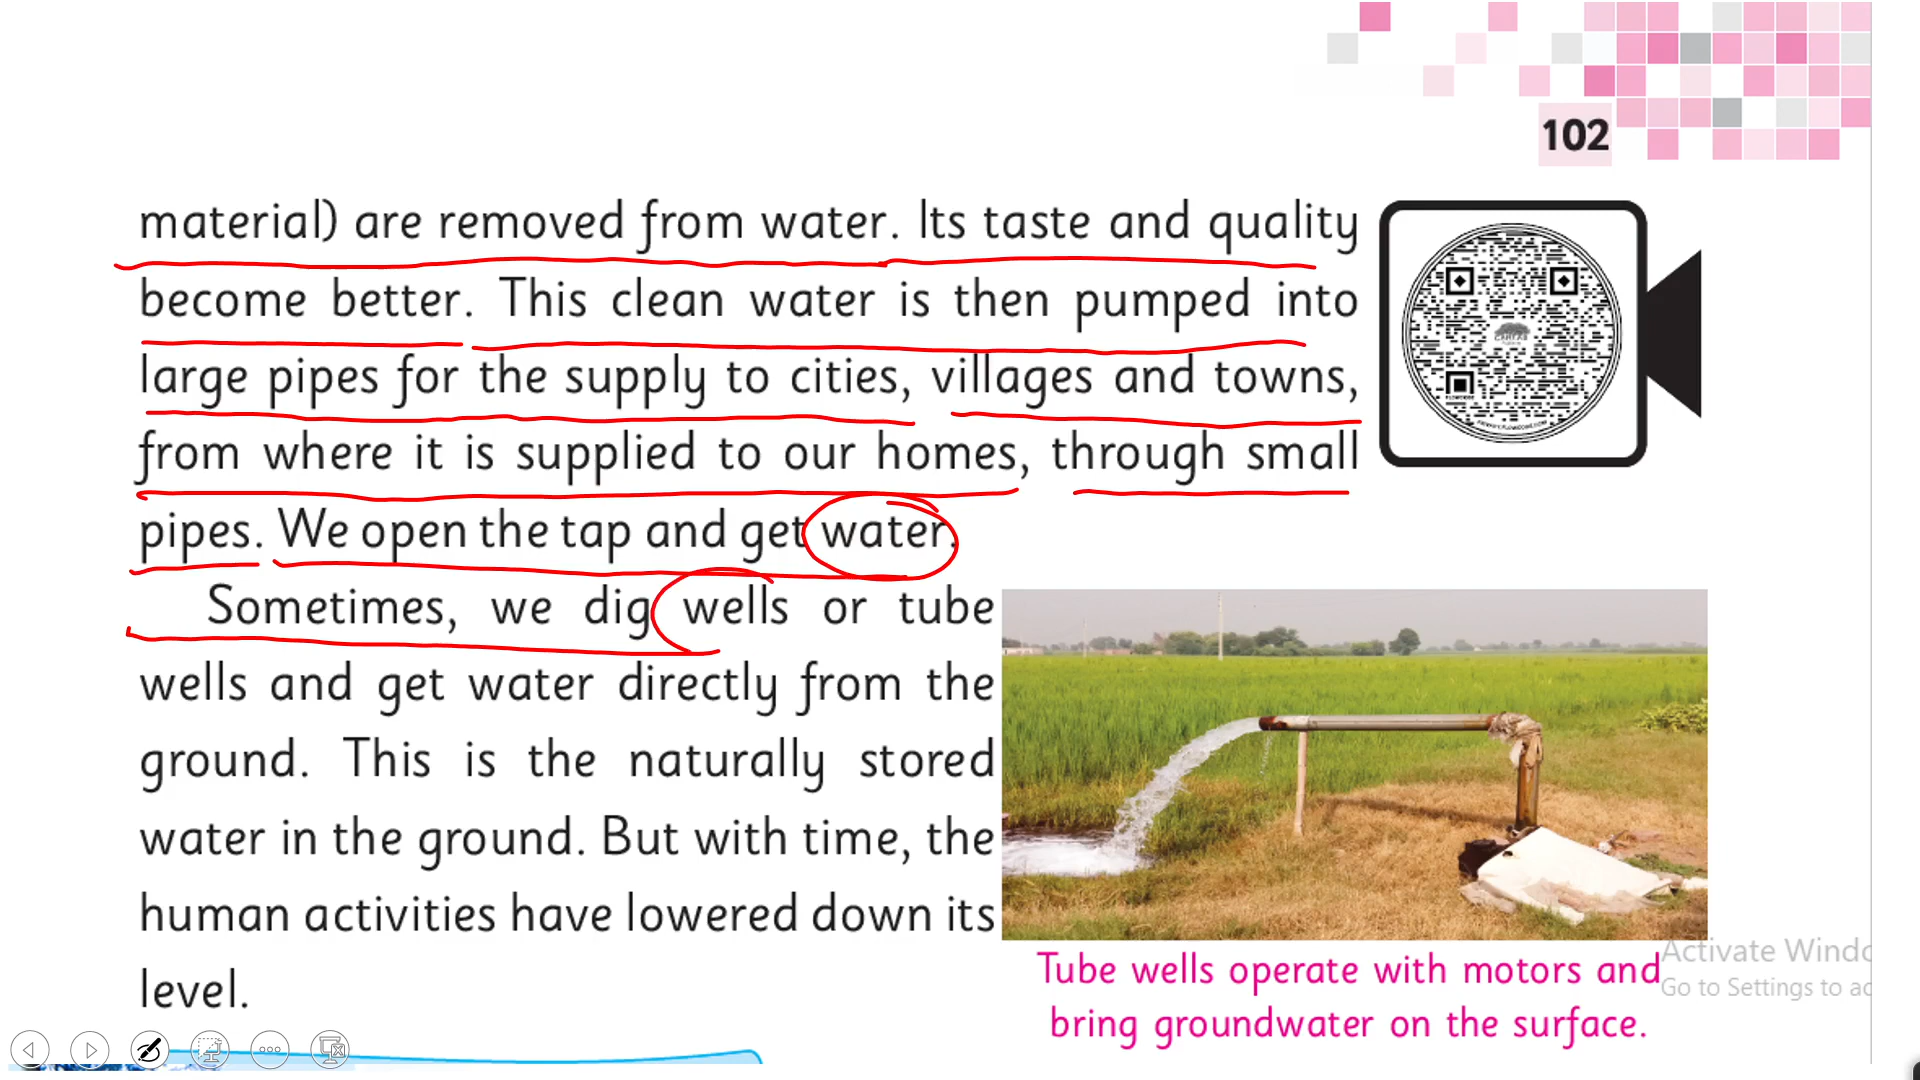 102
material) are removed from water. Its taste and quality
become better. This clean water is then pumped into
large pipes for the supply to cities, villages and towns,
from where it is supplied to our homes, through small
pipes. We open the tap and get water.
Sometimes, we dig wells or tube
wells and get water directly from the
ground. This is the naturally stored
water in the ground. But with time, the
human activities have lowered down its
level.
Tube wells operate with motors and
bring groundwater on the surface.
Activate Windo
Go to Settings to ac